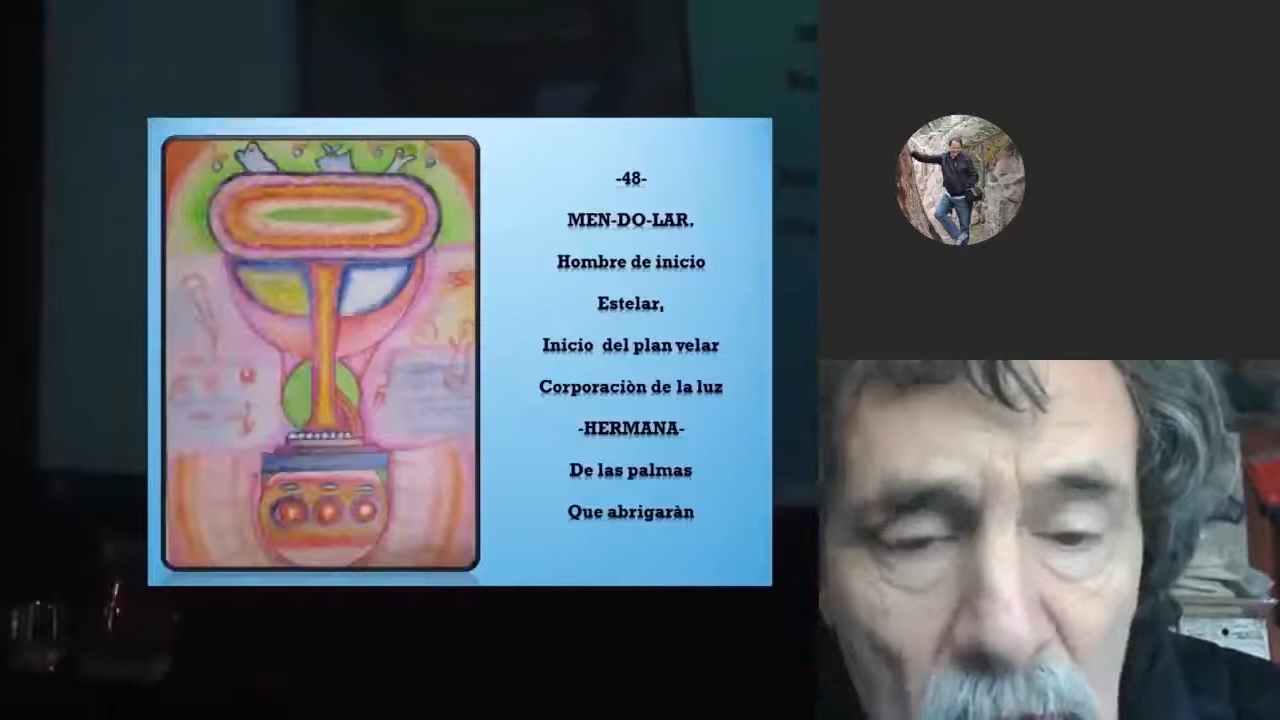 -48-
MEN-DO-LAR.
Hombre de inicio
Estelar,
Inicio  del plan velar
Corporaciòn de la luz
-HERMANA-
De las palmas
Que abrigaràn